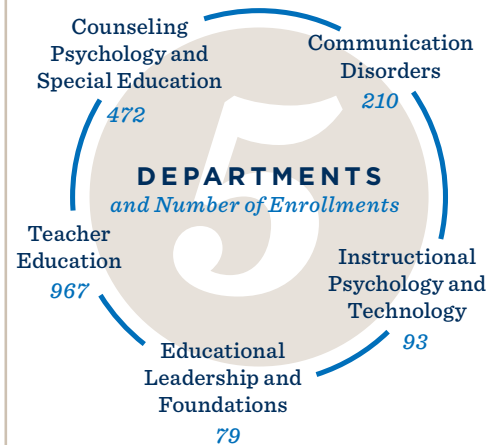 Counseling
Psychology and
Special Education
472
Communication
Disorders
210
5
DEPARTMENTS
and Number of Enrollments
Teacher
Education
967
Instructional
Psychology and
Technology
93
Educational
Leadership and
Foundations
79